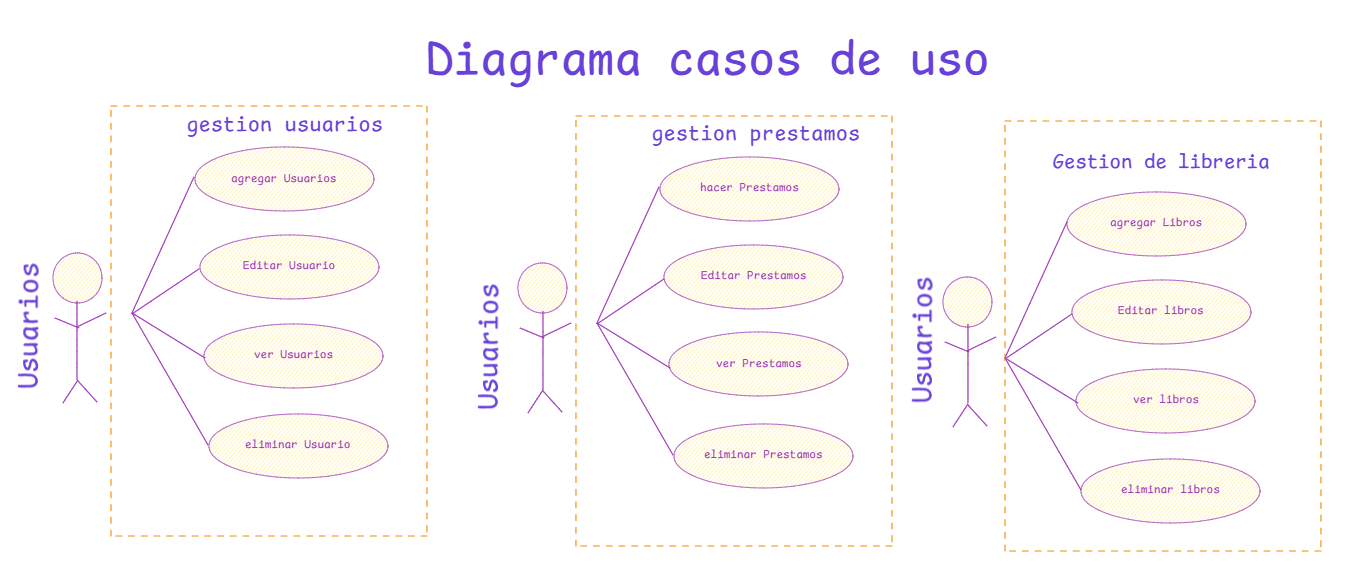 Diagrama casos de uso
gestion usuarios
agregar Usuarios
Editar Usuario
ver Usuarios
eliminar Usuario
Usuarios
gestion prestamos
hacer Prestamos
Editar Prestamos
ver Prestamos
eliminar Prestamos
Usuarios
Gestion de libreria
agregar Libros
Editar libros
ver libros
eliminar libros
Usuarios